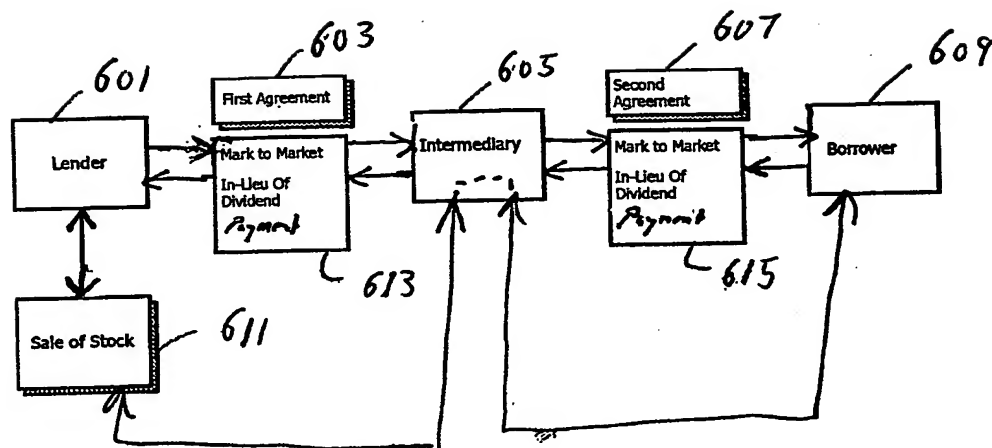 603
607
601
605
609
First Agreement
Second
Agreement
Lender
Mark to Market
In-Lieu Of
Dividend
Payment
Intermediary
Mark to Market
In-Lieu Of
Dividend
Payment
Borrower
613
615
Sale of Stock
611